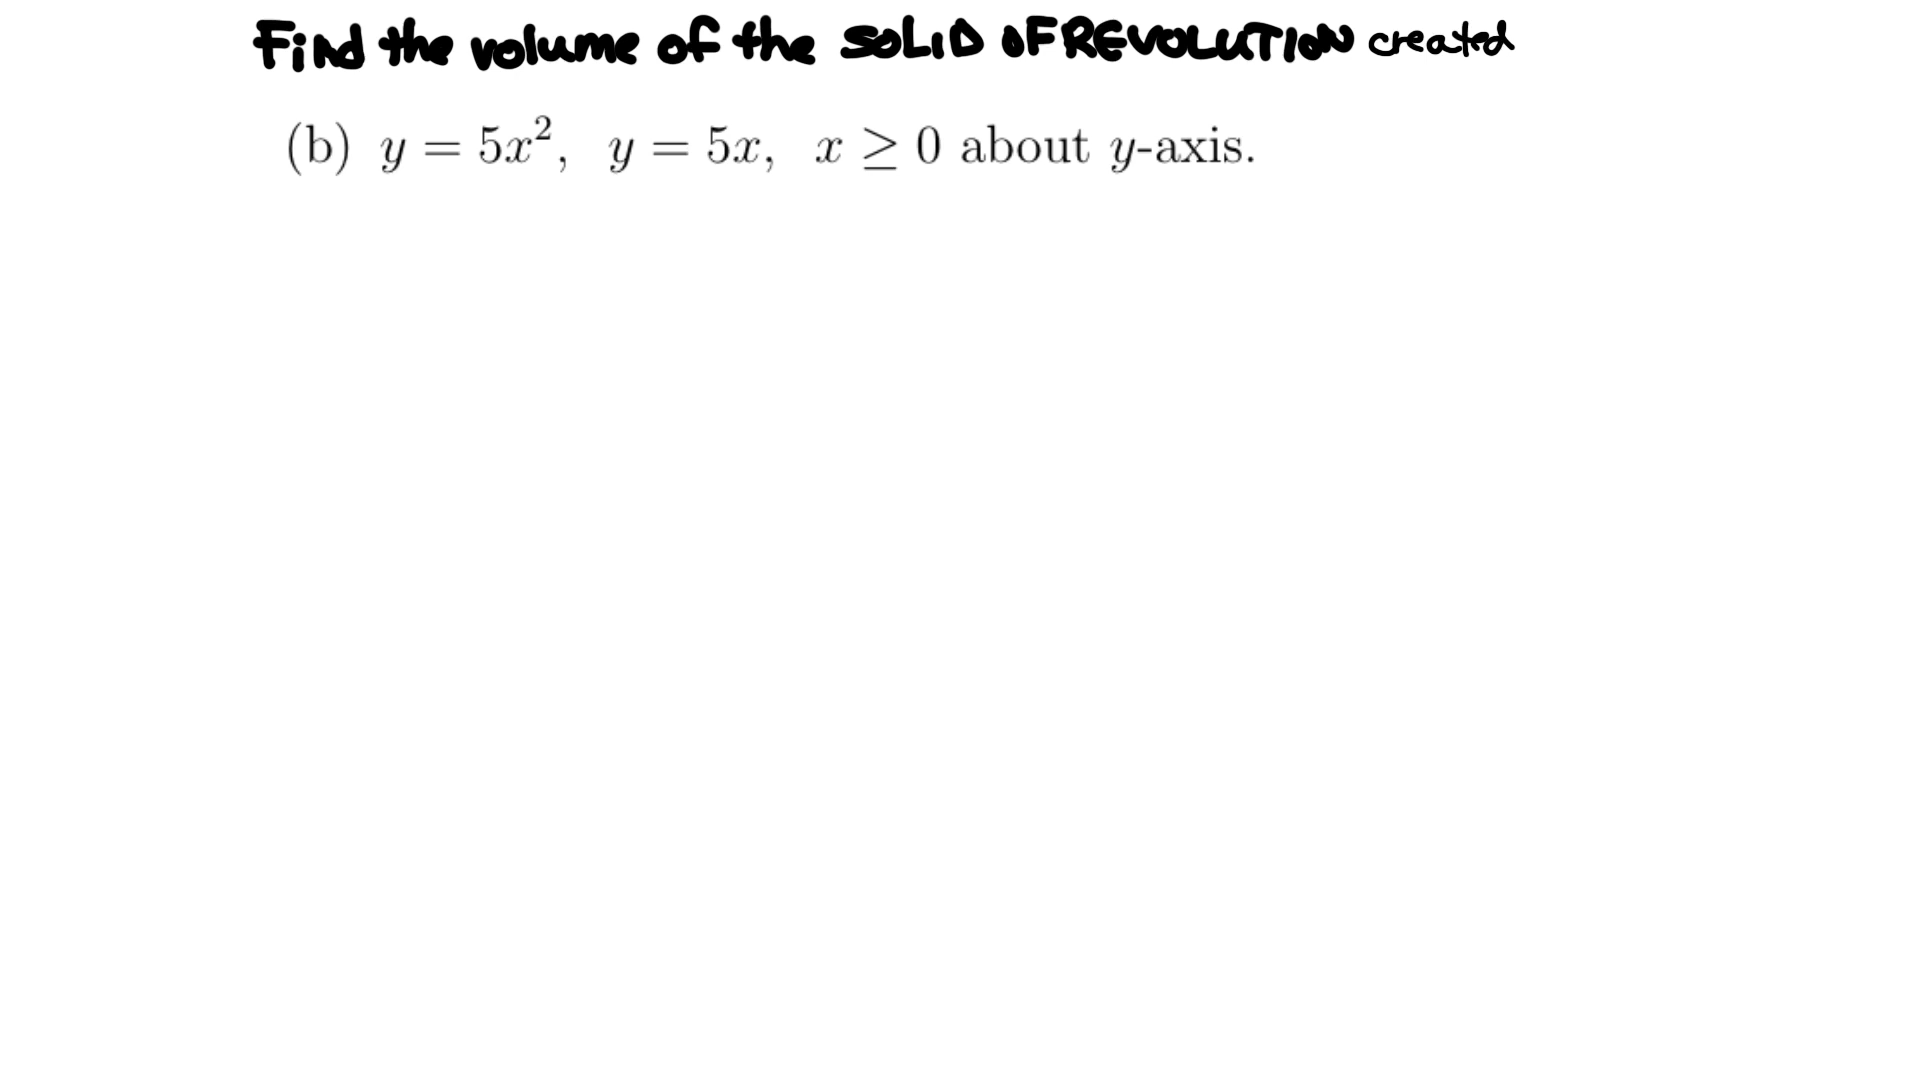 Find the volume of the SOLID OF REVOLUTION created
(b) y = 5x², y = 5x, x ≥ 0 about y-axis.